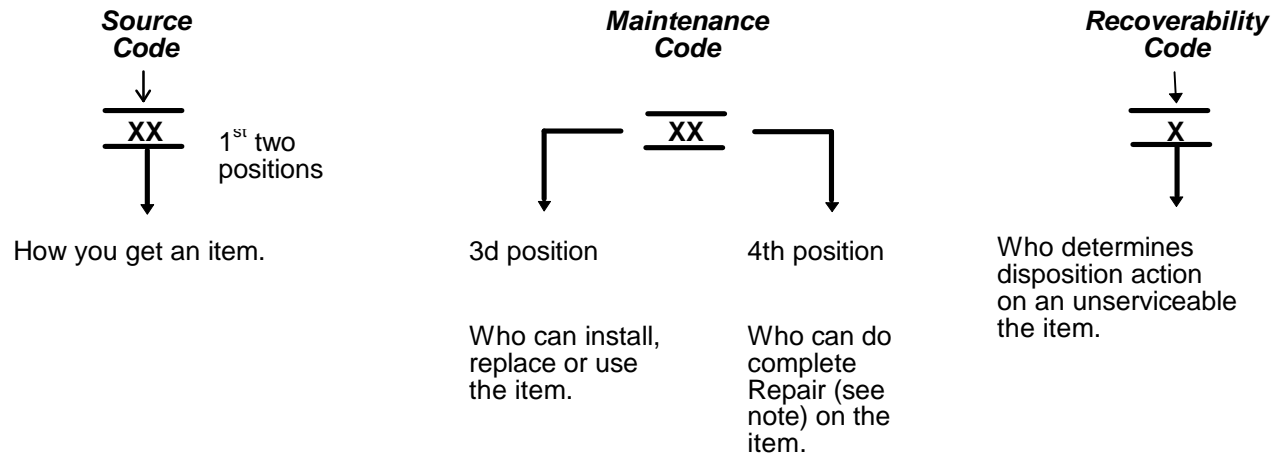 Source
Code
XX
1st two
positions
How you get an item.
Maintenance
Code
XX
3d position
Who can install,
replace or use
the item.
4th position
Who can do
complete
Repair (see
note) on the
item.
Recoverability
Code
X
Who determines
disposition action
on an unserviceable
the item.